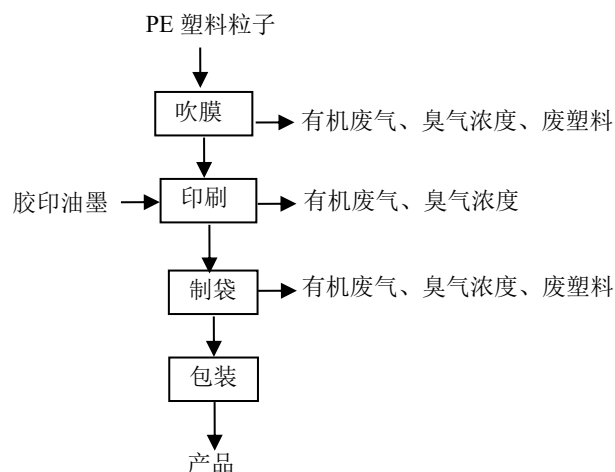 PE 塑料粒子
吹膜
有机废气、臭气浓度、废塑料
胶印油墨
印刷
有机废气、臭气浓度
制袋
有机废气、臭气浓度、废塑料
包装
产品